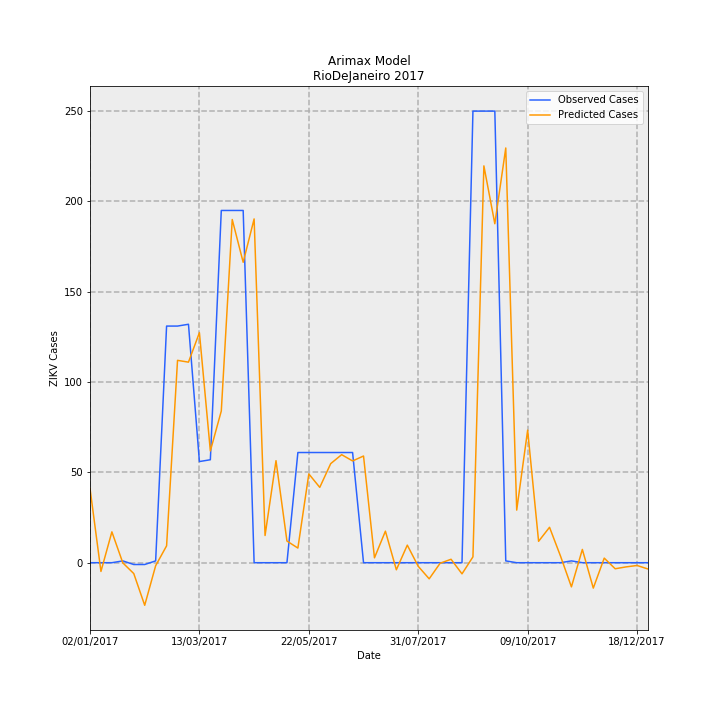 Arimax Model
RioDeJaneiro 2017
Observed Cases
Predicted Cases
ZIKV Cases
250
200
150
100
50
0
02/01/2017 13/03/2017 22/05/2017 31/07/2017 09/10/2017 18/12/2017
Date